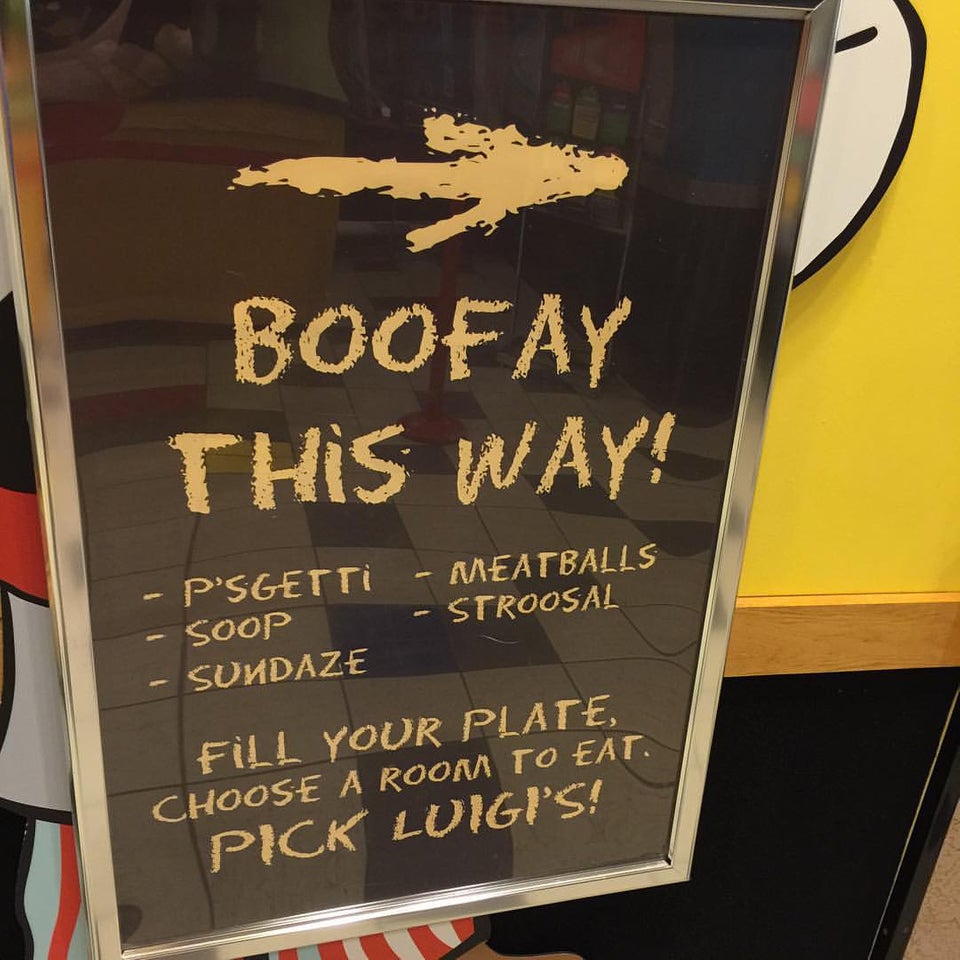 BOOFAY
THIS WAY!
- P'SGETTI
- SOOP
- SUNDAZE
- MEATBALLS
- STROOSAL
FILL YOUR PLATE,
CHOOSE A ROOM TO EAT.
PICK LUIGI'S!